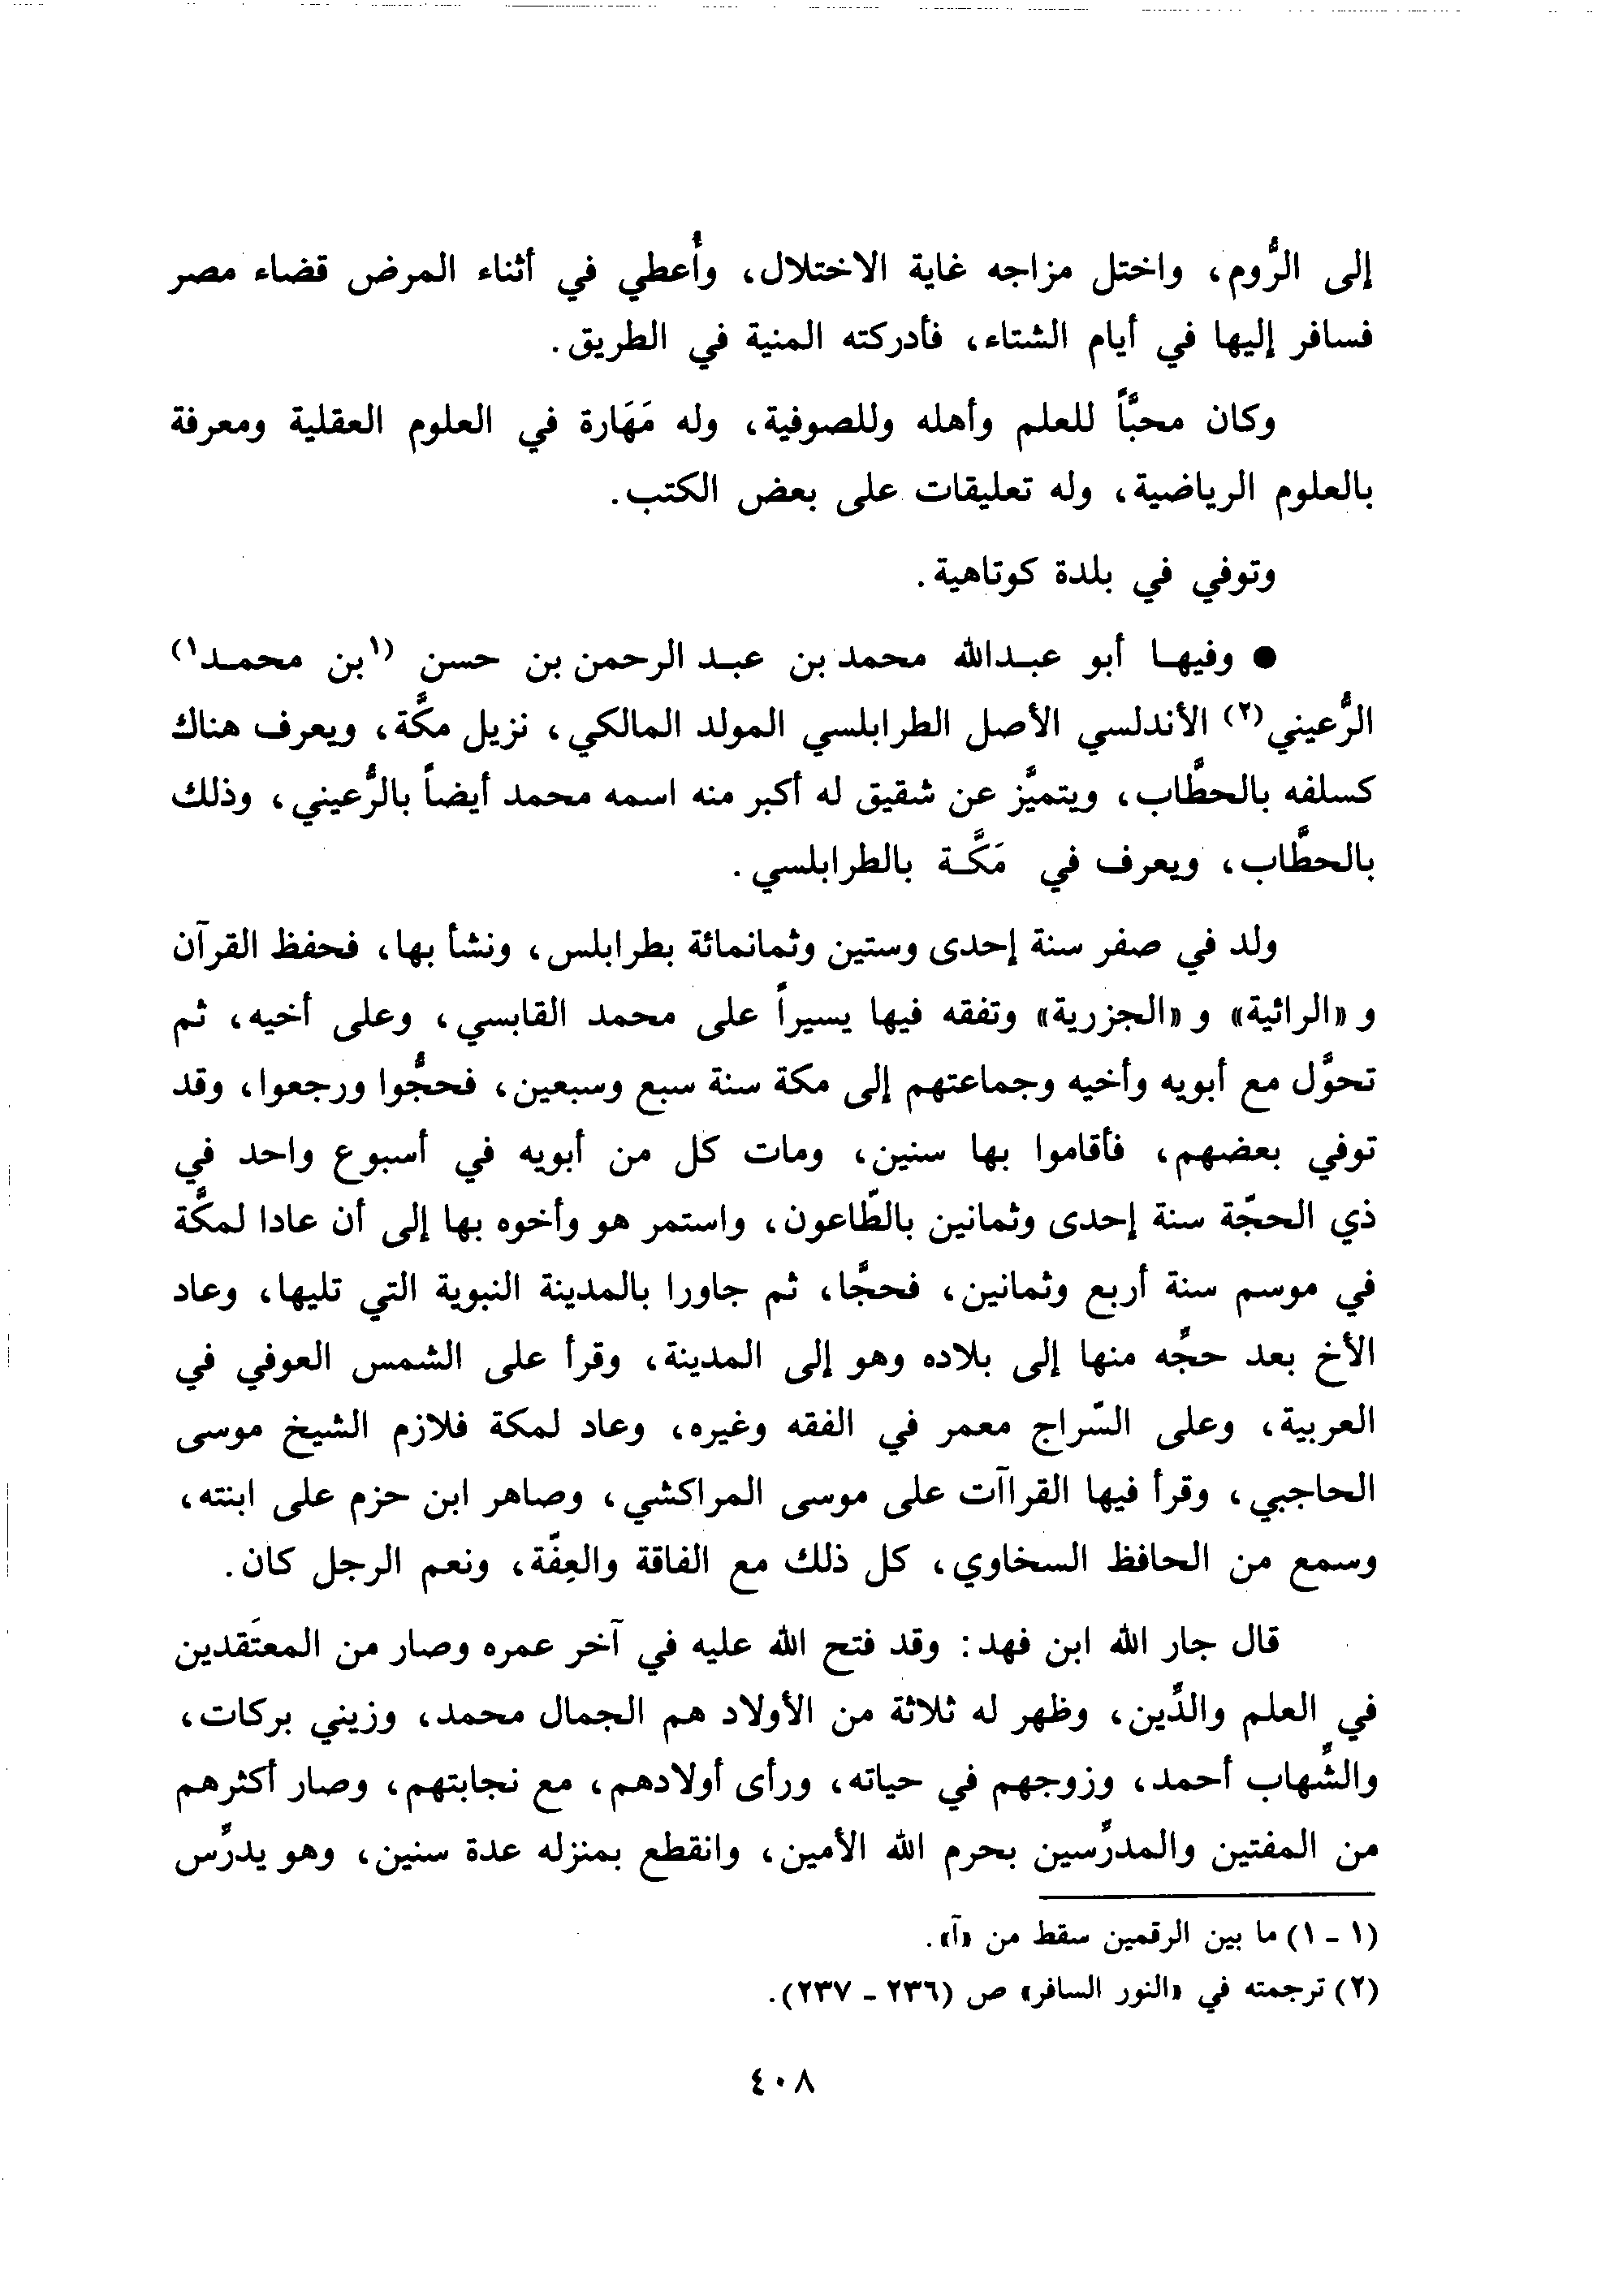 إلى الرُّوم، واختل مزاجه غاية الاختلال، وأُعطي في أثناء المرض قضاء مصر
فسافر إليها في أيام الشتاء، فأدركته المنية في الطريق.
وكان محبَّاً للعلم وأهله وللصوفية، وله مَهَارة في العلوم العقلية ومعرفة
بالعلوم الرياضية، وله تعليقات على بعض الكتب.
وتوفي في بلدة كوتاهية.
● وفيهـا أبو عبـدالله محمد بن عبـد الرحمن بن حسن (١بن محمـد١)
الرُّعيني(٢) الأندلسي الأصل الطرابلسي المولد المالكي، نزيل مكَّة، ويعرف هناك
كسلفه بالحطَّاب، ويتميَّز عن شقيق له أكبر منه اسمه محمد أيضاً بالرُّعيني، وذلك
بالحطَّاب، ويعرف في مَكَّـة بالطرابلسي.
ولد في صفر سنة إحدى وستين وثمانمائة بطرابلس، ونشأ بها، فحفظ القرآن
و «الرائية» و «الجزرية» وتفقه فيها يسيراً على محمد القابسي، وعلى أخيه، ثم
تحوَّل مع أبويه وأخيه وجماعتهم إلى مكة سنة سبع وسبعين، فحجُّوا ورجعوا، وقد
توفي بعضهم، فأقاموا بها سنين، ومات كل من أبويه في أسبوع واحد في
ذي الحجّة سنة إحدى وثمانين بالطّاعون، واستمر هو وأخوه بها إلى أن عادا لمكَّة
في موسم سنة أربع وثمانين، فحجَّا، ثم جاورا بالمدينة النبوية التي تليها، وعاد
الأخ بعد حجِّه منها إلى بلاده وهو إلى المدينة، وقرأ على الشمس العوفي في
العربية، وعلى السّراج معمر في الفقه وغيره، وعاد لمكة فلازم الشيخ موسى
الحاجبي، وقرأ فيها القراآت على موسى المراكشي، وصاهر ابن حزم على ابنته،
وسمع من الحافظ السخاوي، كل ذلك مع الفاقة والعِفّة، ونعم الرجل كان.
قال جار الله ابن فهد: وقد فتح الله عليه في آخر عمره وصار من المعتَقدين
في العلم والدِّين، وظهر له ثلاثة من الأولاد هم الجمال محمد، وزيني بركات،
والشِّهاب أحمد، وزوجهم في حياته، ورأى أولادهم، مع نجابتهم، وصار أكثرهم
من المفتين والمدرِّسين بحرم الله الأمين، وانقطع بمنزله عدة سنين، وهو يدرِّس
(١ ـ ١) ما بين الرقمين سقط من «آ».
(٢) ترجمته في «النور السافر» ص (٢٣٦ ـ ٢٣٧).
٤٠٨